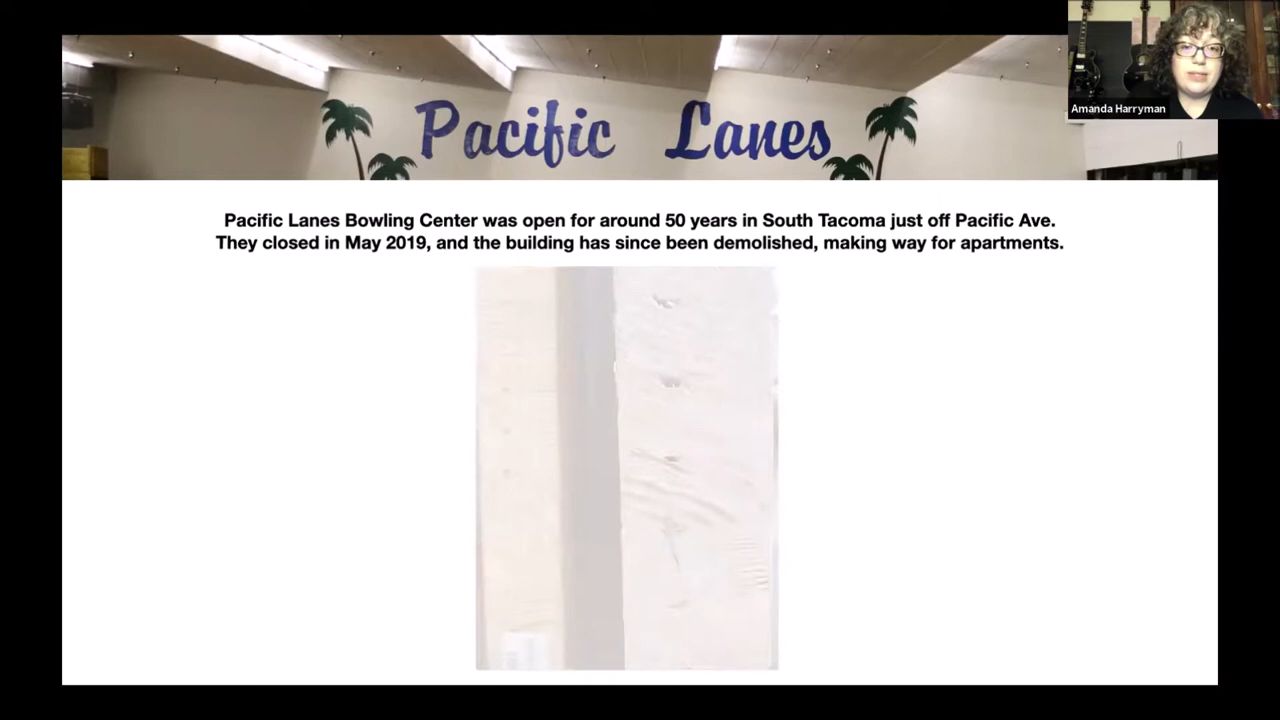 Pacific Lanes
Amanda Harryman
Pacific Lanes Bowling Center was open for around 50 years in South Tacoma just off Pacific Ave.
They closed in May 2019, and the building has since been demolished, making way for apartments.